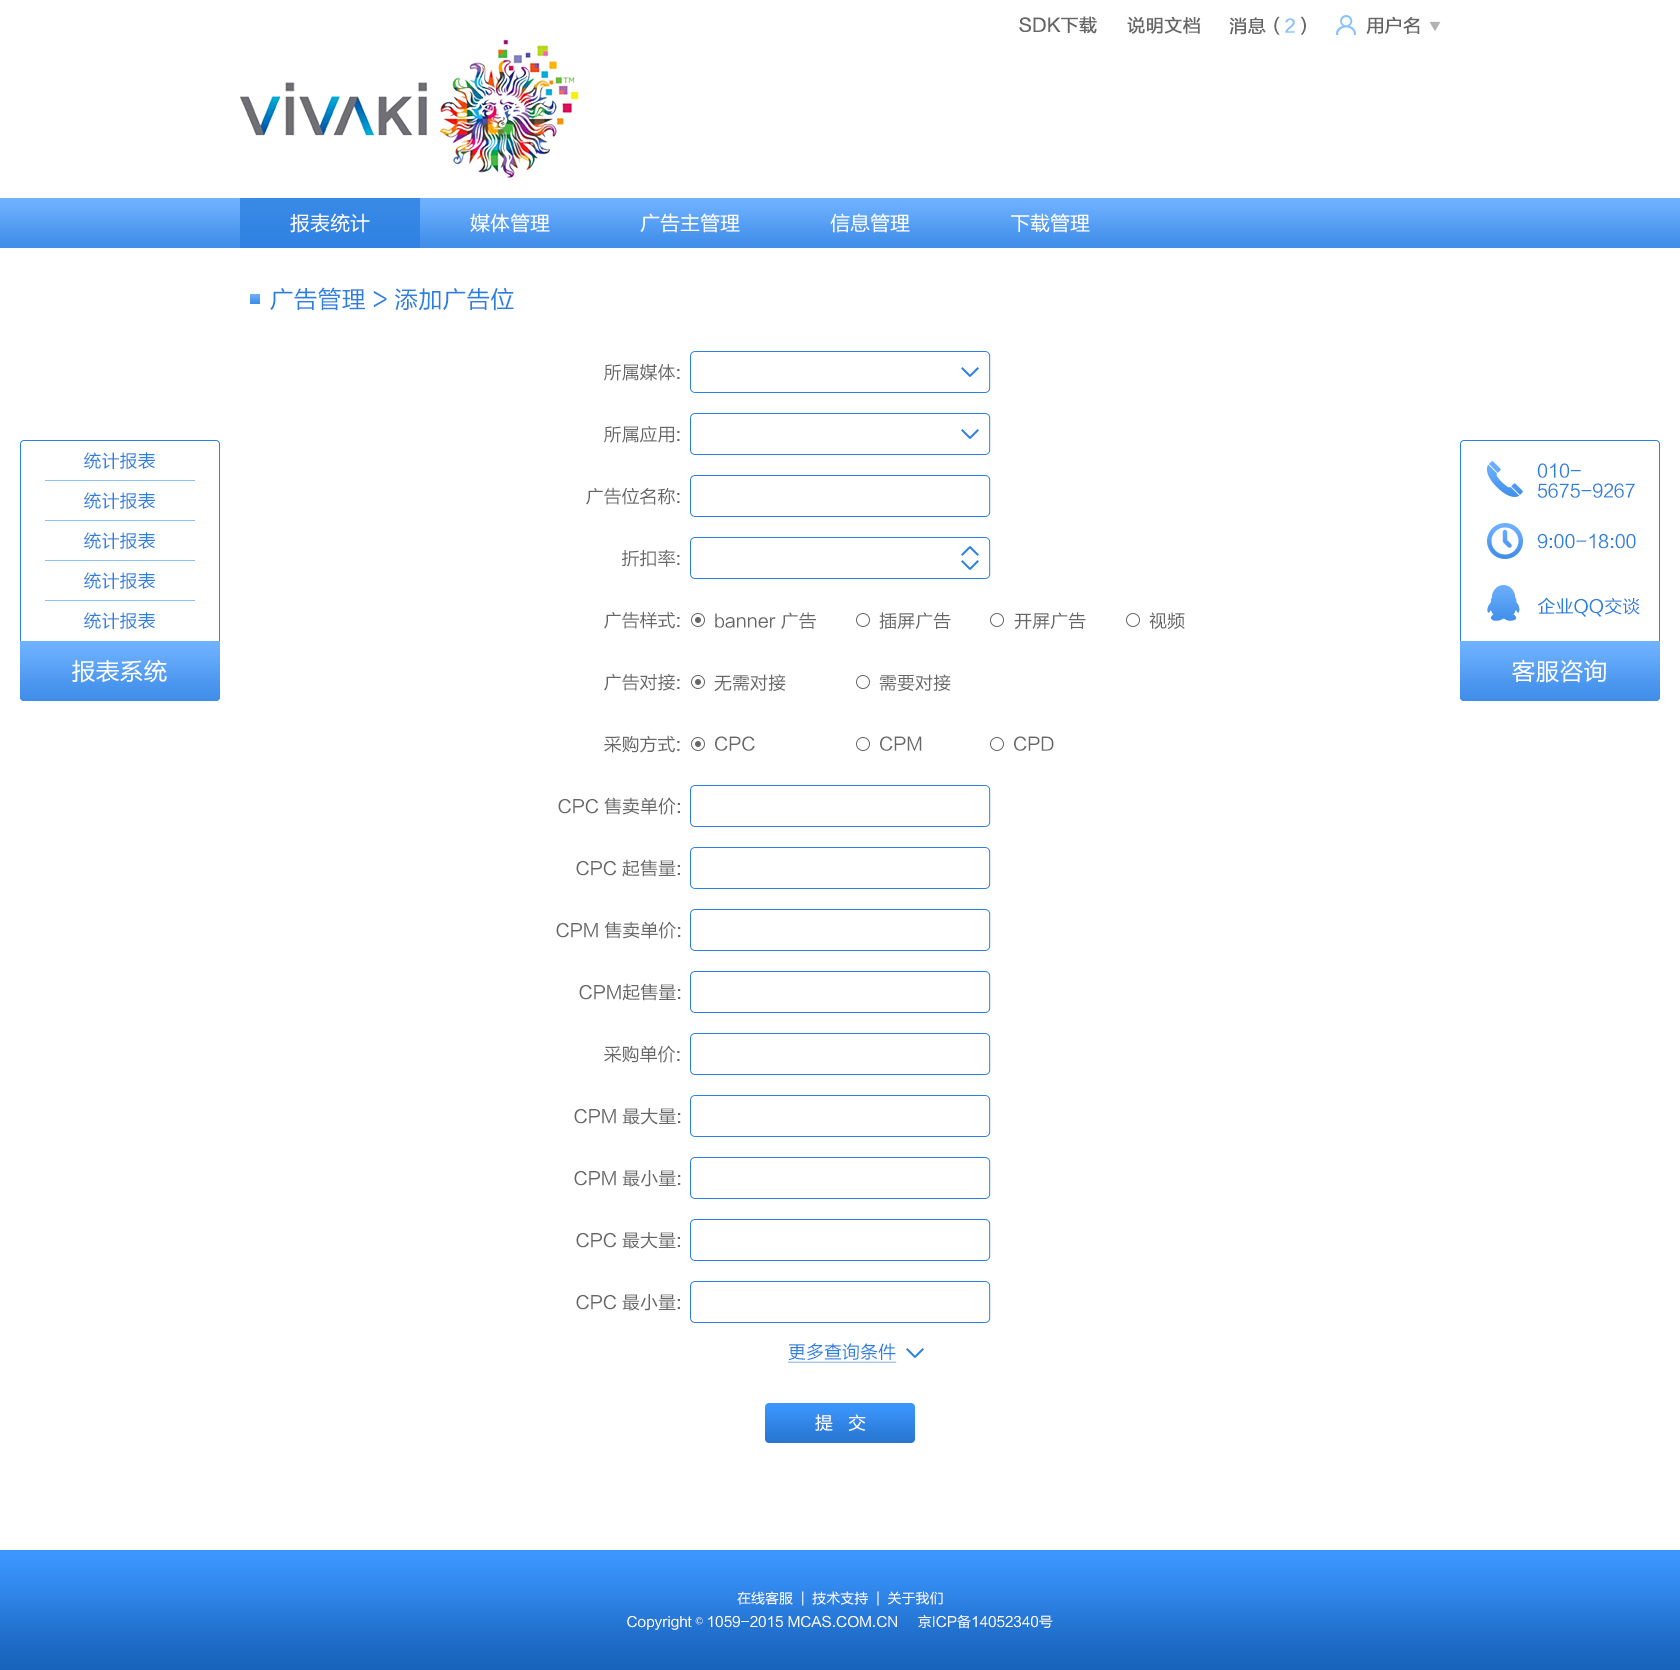 SDK下载 说明文档 消息 ( 2 ) 用户名
viVAKi TM
报表统计 媒体管理 广告主管理 信息管理 下载管理
广告管理 > 添加广告位
所属媒体:
所属应用:
广告位名称:
折扣率:
广告样式: banner 广告 插屏广告 开屏广告 视频
广告对接: 无需对接 需要对接
采购方式: CPC CPM CPD
CPC 售卖单价:
CPC 起售量:
CPM 售卖单价:
CPM起售量:
采购单价:
CPM 最大量:
CPM 最小量:
CPC 最大量:
CPC 最小量:
更多查询条件
提 交
统计报表
统计报表
统计报表
统计报表
统计报表
报表系统
010-
5675-9267
9:00-18:00
企业QQ交谈
客服咨询
在线客服 | 技术支持 | 关于我们
Copyright © 1059-2015 MCAS.COM.CN 京ICP备14052340号